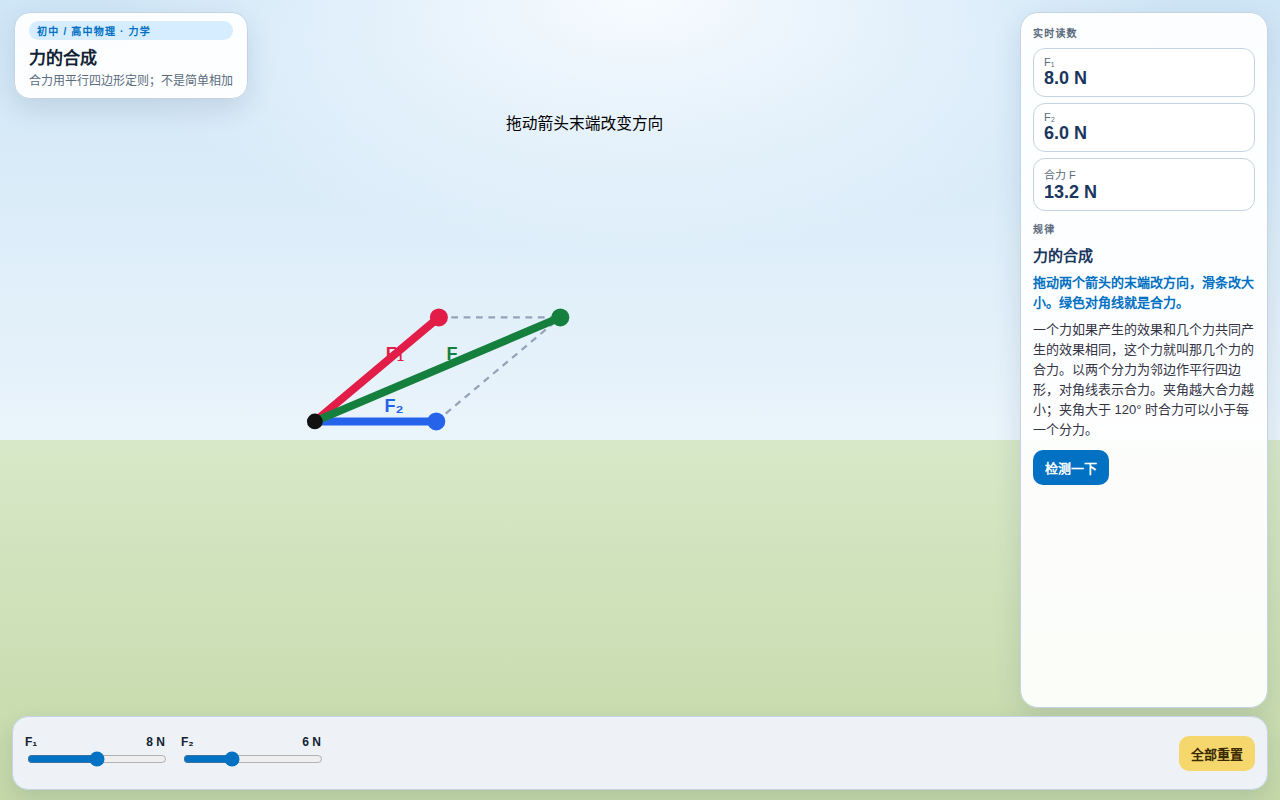 初中 / 高中物理 · 力学
力的合成
合力用平行四边形定则；不是简单相加
拖动箭头末端改变方向
F₁
F
F₂
实时读数
F₁
8.0 N
F₂
6.0 N
合力 F
13.2 N
规律
力的合成
拖动两个箭头的末端改方向，滑条改大
小。绿色对角线就是合力。
一个力如果产生的效果和几个力共同产
生的效果相同，这个力就叫那几个力的
合力。以两个分力为邻边作平行四边
形，对角线表示合力。夹角越大合力越
小；夹角大于 120° 时合力可以小于每
一个分力。
检测一下
F₁ 8 N F₂ 6 N
全部重置